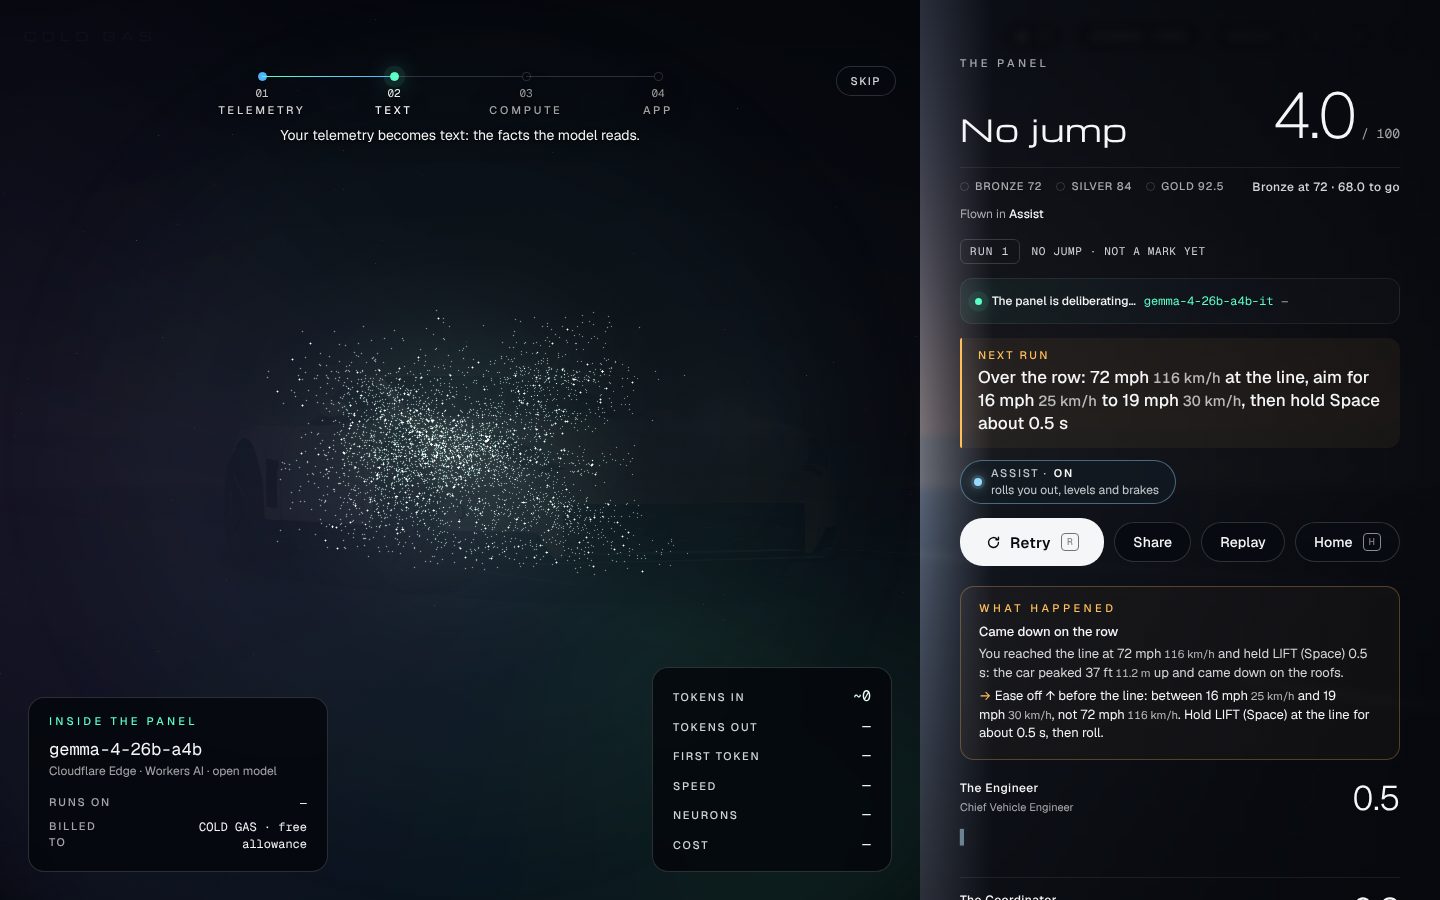 COLD GAS
01
TELEMETRY
02
TEXT
03
COMPUTE
04
APP
Your telemetry becomes text: the facts the model reads.
SKIP
INSIDE THE PANEL
gemma-4-26b-a4b
Cloudflare Edge · Workers AI · open model
RUNS ON –
BILLED TO COLD GAS · free allowance
TOKENS IN ~0
TOKENS OUT –
FIRST TOKEN –
SPEED –
NEURONS –
COST –
THE PANEL
No jump 4.0 / 100
BRONZE 72 SILVER 84 GOLD 92.5 Bronze at 72 · 68.0 to go
Flown in Assist
RUN 1 NO JUMP · NOT A MARK YET
The panel is deliberating… gemma-4-26b-a4b-it –
NEXT RUN
Over the row: 72 mph 116 km/h at the line, aim for
16 mph 25 km/h to 19 mph 30 km/h, then hold Space
about 0.5 s
ASSIST · ON
rolls you out, levels and brakes
Retry R
Share
Replay
Home H
WHAT HAPPENED
Came down on the row
You reached the line at 72 mph 116 km/h and held LIFT (Space) 0.5
s: the car peaked 37 ft 11.2 m up and came down on the roofs.
→ Ease off ↑ before the line: between 16 mph 25 km/h and 19
mph 30 km/h, not 72 mph 116 km/h. Hold LIFT (Space) at the line for
about 0.5 s, then roll.
The Engineer 0.5
Chief Vehicle Engineer
The Coordinator